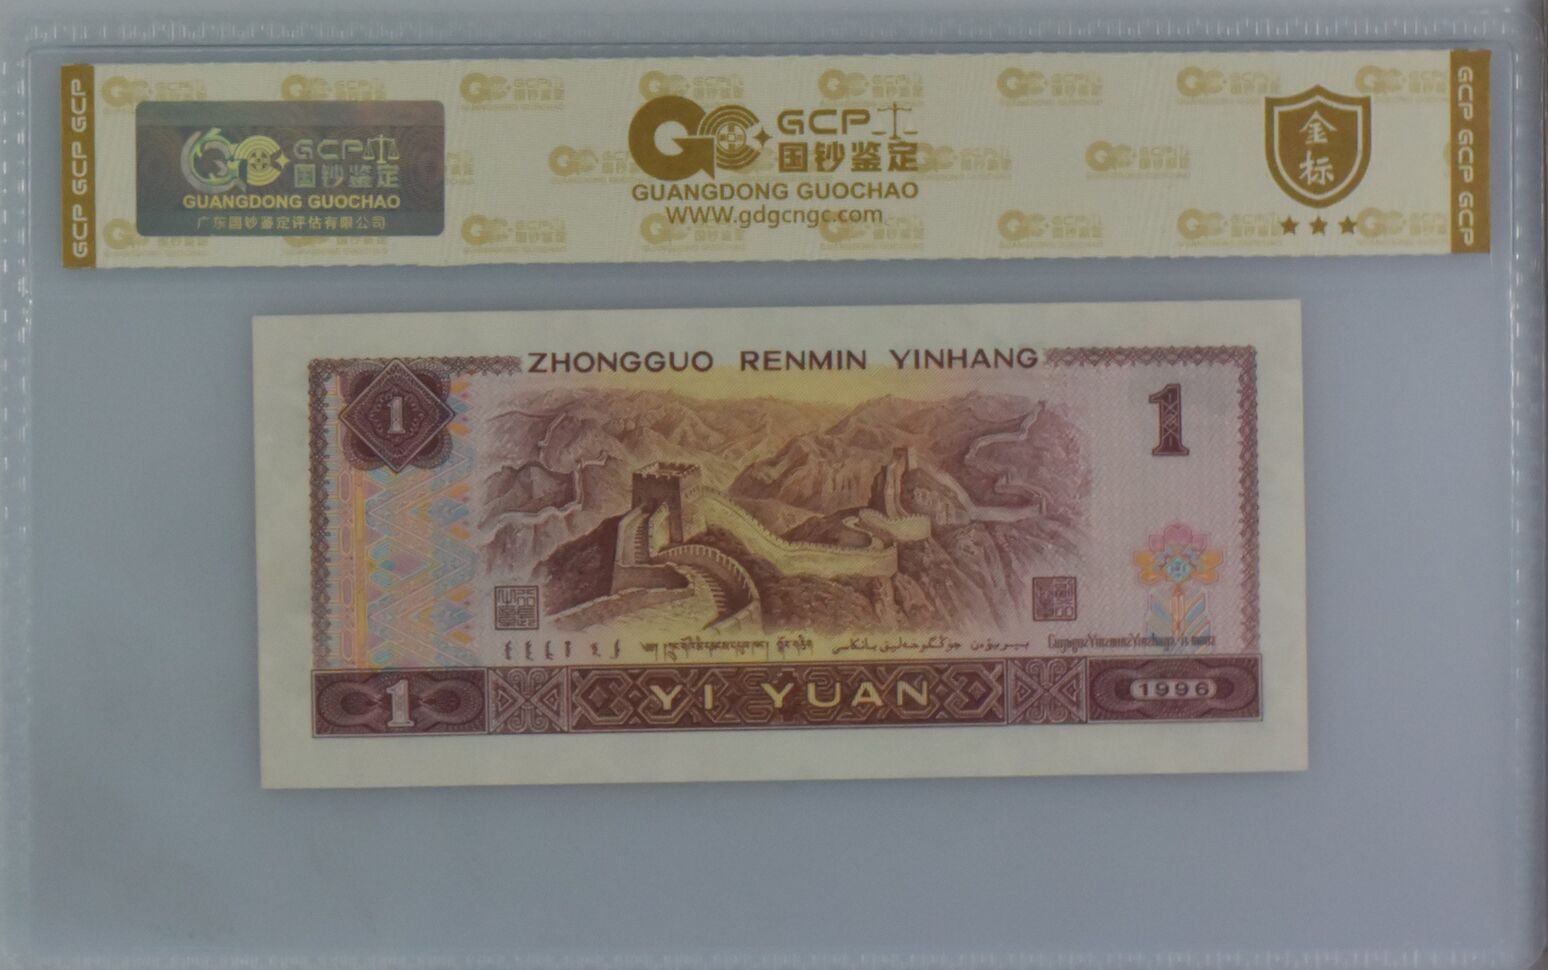 GCP GCP GCP
GCP
国钞鉴定
GUANGDONG GUOCHAO
广东国钞鉴定评估有限公司
GCP
国钞鉴定
GUANGDONG GUOCHAO
WWW.gdgcngc.com
金标
GCP GCP GCP
ZHONGGUO RENMIN YINHANG
1
1
1
YI YUAN
1996